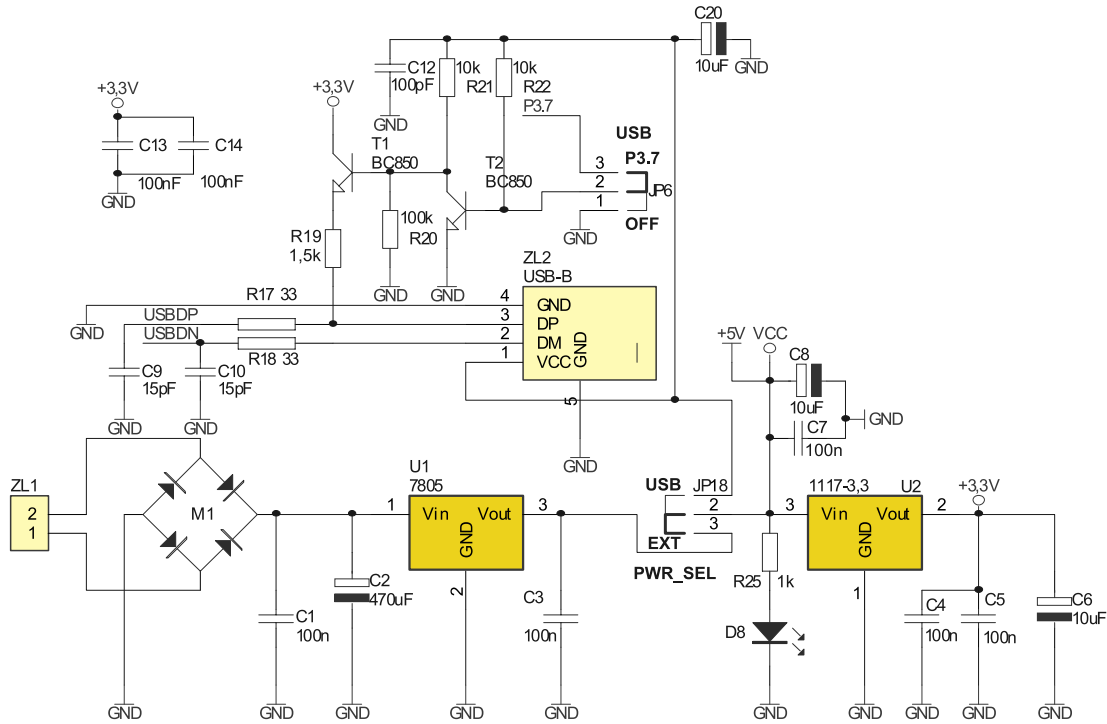 C20
10uF
GND
C12
100pF
GND
10k
R21
10k
R22
+3,3V
C13
100nF
C14
100nF
GND
+3,3V
T1
BC850
T2
BC850
P3.7
USB
P3.7
3
2
1
JP6
OFF
GND
100k
R20
GND
GND
R19
1,5k
ZL2
USB-B
R17 33
GND
USBDP
USBDN
R18 33
4
3
2
1
GND
DP
DM
VCC
GND
5
GND
C9
15pF
C10
15pF
GND
GND
+5V
VCC
C8
10uF
GND
C7
100n
ZL1
2
1
M1
U1
7805
1
Vin
Vout
GND
3
2
USB
JP18
2
3
EXT
PWR_SEL
1117-3,3
U2
3
Vin
Vout
GND
2
1
+3,3V
R25
1k
D8
C1
100n
C2
470uF
C3
100n
C4
100n
C5
100n
C6
10uF
GND
GND
GND
GND
GND
GND
GND
GND
GND
GND